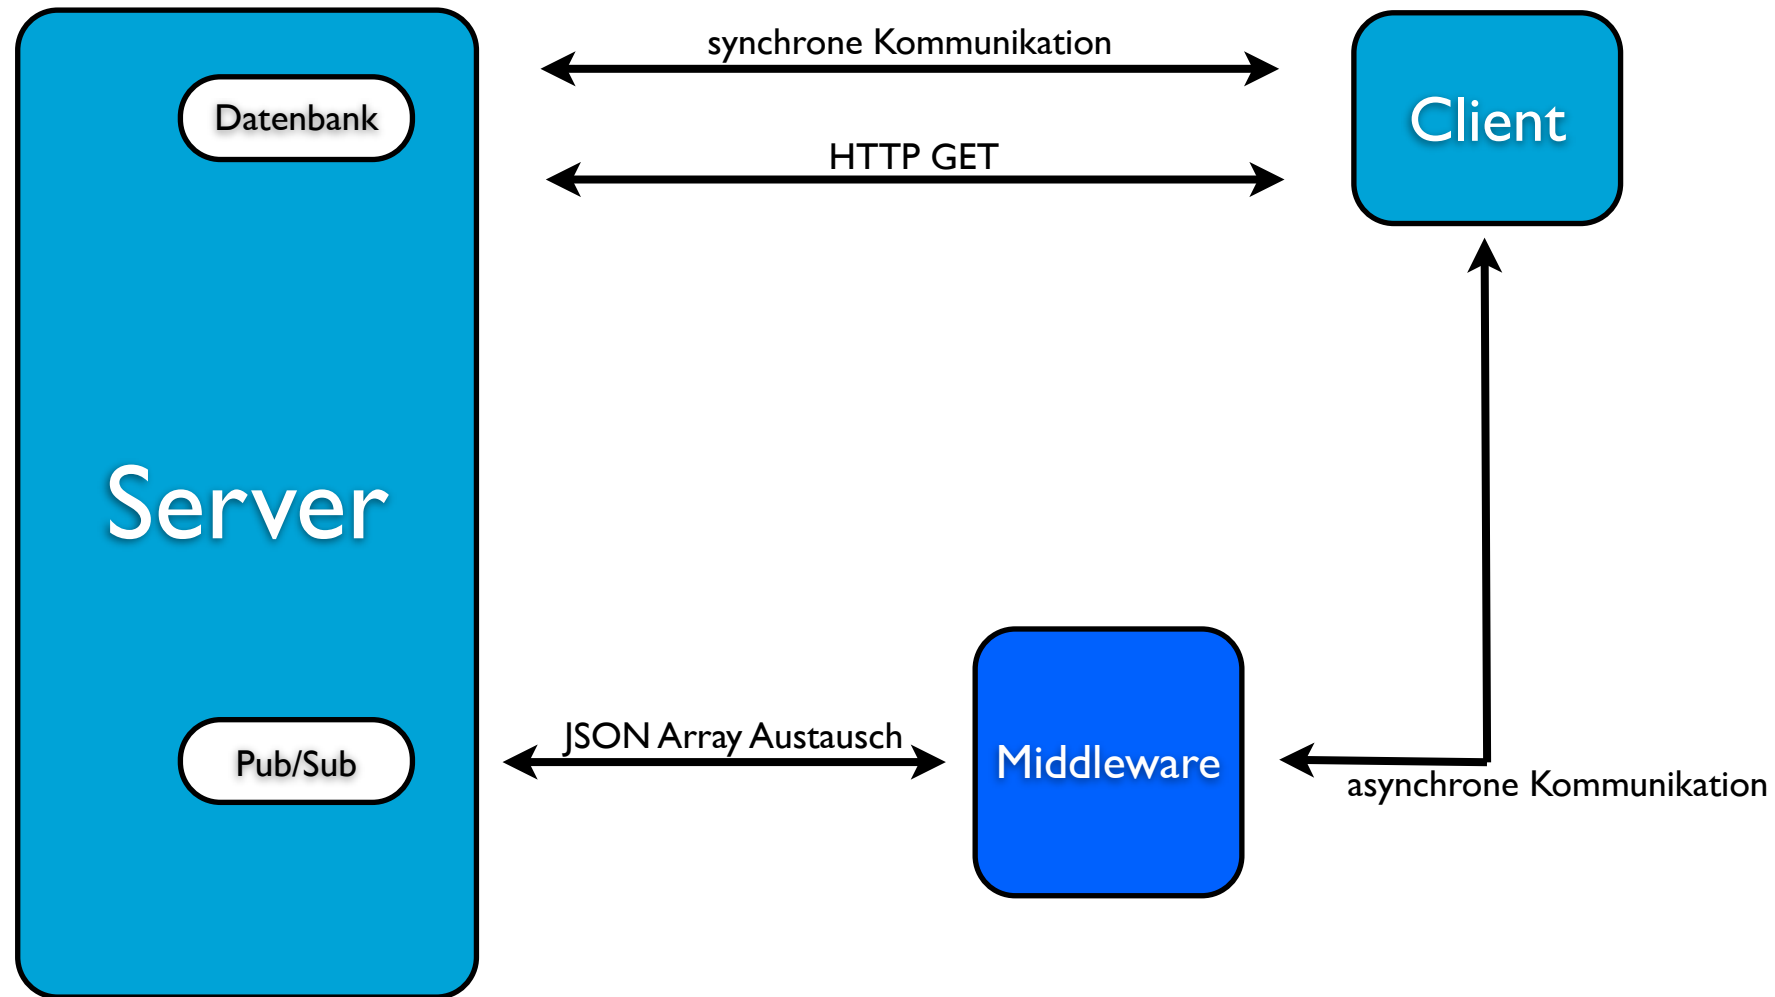 synchrone Kommunikation
Datenbank
Client
HTTP GET
Server
JSON Array Austausch
Pub/Sub
Middleware
asynchrone Kommunikation